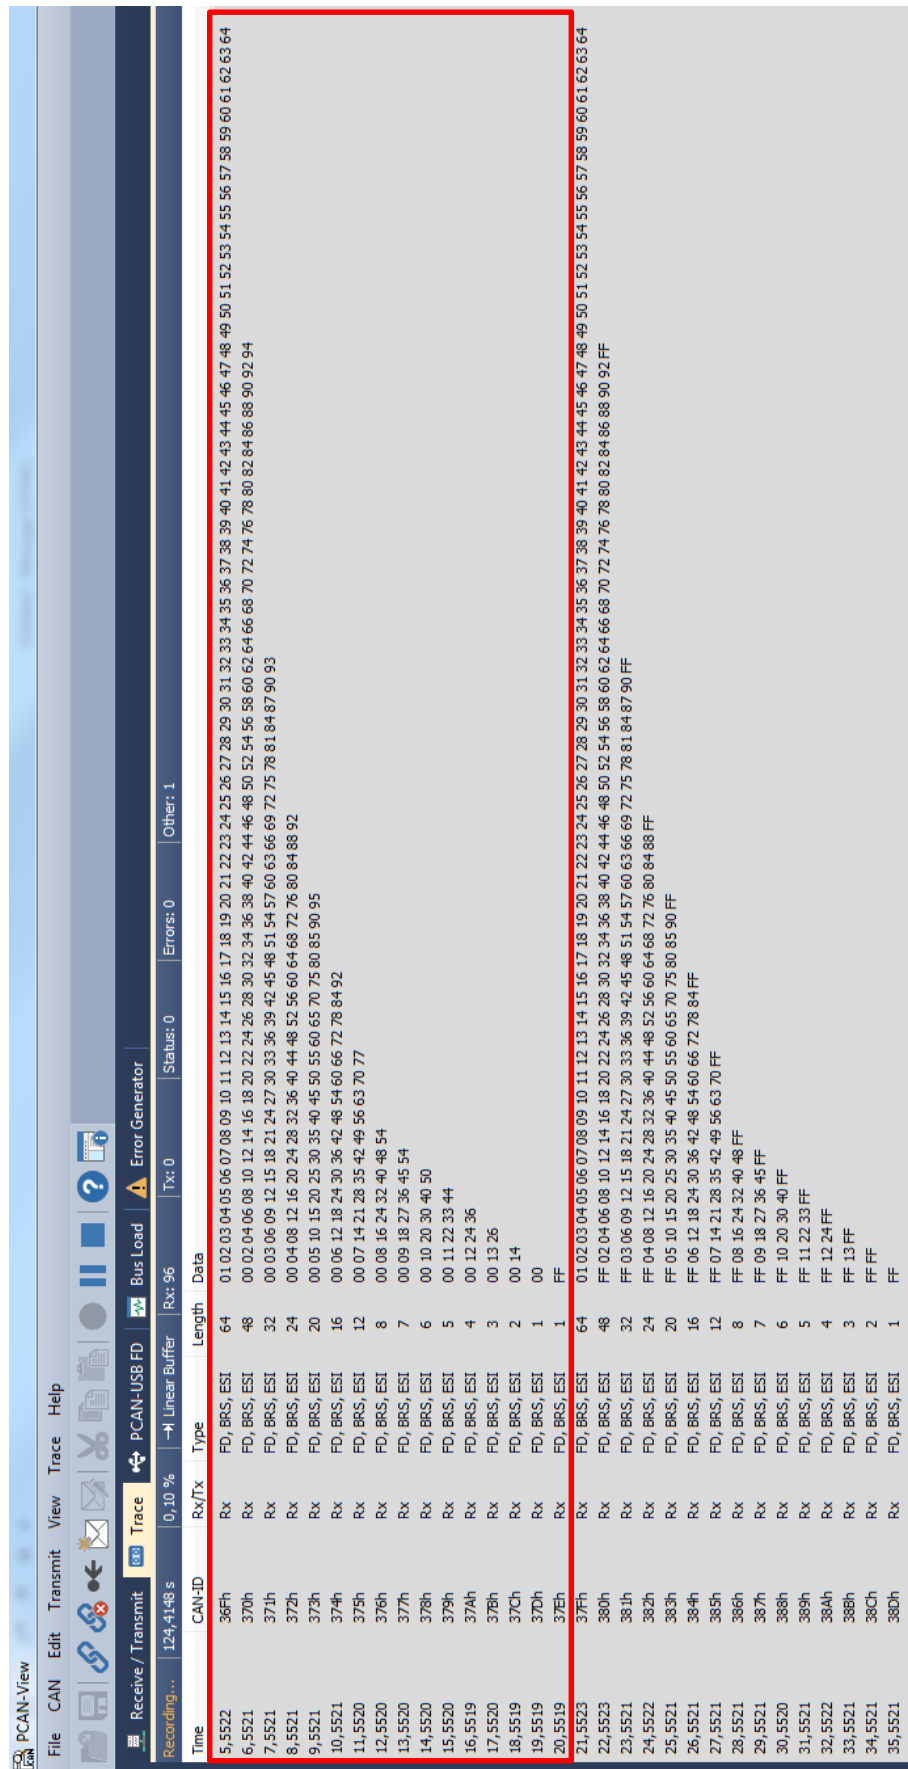 PCAN-View
File CAN Edit Transmit View Trace Help
Receive / Transmit Trace PCAN-USB FD Bus Load Error Generator
Recording... 124,4148 s 0,10 % Linear Buffer Rx: 96 Tx: 0 Status: 0 Errors: 0 Other: 1
Time CAN-ID Rx/Tx Type Length Data
5,5522 36Fh Rx FD, BRS, ESI 64 01 02 03 04 05 06 07 08 09 10 11 12 13 14 15 16 17 18 19 20 21 22 23 24 25 26 27 28 29 30 31 32 33 34 35 36 37 38 39 40 41 42 43 44 45 46 47 48 49 50 51 52 53 54 55 56 57 58 59 60 61 62 63 64
6,5521 370h Rx FD, BRS, ESI 48 00 02 04 06 08 10 12 14 16 18 20 22 24 26 28 30 32 34 36 38 40 42 44 46 48 50 52 54 56 58 60 62 64 66 68 70 72 74 76 78 80 82 84 86 88 90 92 94
7,5521 371h Rx FD, BRS, ESI 32 00 03 06 09 12 15 18 21 24 27 30 33 36 39 42 45 48 51 54 57 60 63 66 69 72 75 78 81 84 87 90 93
8,5521 372h Rx FD, BRS, ESI 24 00 04 08 12 16 20 24 28 32 36 40 44 48 52 56 60 64 68 72 76 80 84 88 92
9,5521 373h Rx FD, BRS, ESI 20 00 05 10 15 20 25 30 35 40 45 50 55 60 65 70 75 80 85 90 95
10,5521 374h Rx FD, BRS, ESI 16 00 06 12 18 24 30 36 42 48 54 60 66 72 78 84 92
11,5520 375h Rx FD, BRS, ESI 12 00 07 14 21 28 35 42 49 56 63 70 77
12,5520 376h Rx FD, BRS, ESI 8 00 08 16 24 32 40 48 54
13,5520 377h Rx FD, BRS, ESI 7 00 09 18 27 36 45 54
14,5520 378h Rx FD, BRS, ESI 6 00 10 20 30 40 50
15,5520 379h Rx FD, BRS, ESI 5 00 11 22 33 44
16,5519 37Ah Rx FD, BRS, ESI 4 00 12 24 36
17,5520 37Bh Rx FD, BRS, ESI 3 00 13 26
18,5519 37Ch Rx FD, BRS, ESI 2 00 14
19,5519 37Dh Rx FD, BRS, ESI 1 00
20,5519 37Eh Rx FD, BRS, ESI 1 FF
21,5523 37Fh Rx FD, BRS, ESI 64 01 02 03 04 05 06 07 08 09 10 11 12 13 14 15 16 17 18 19 20 21 22 23 24 25 26 27 28 29 30 31 32 33 34 35 36 37 38 39 40 41 42 43 44 45 46 47 48 49 50 51 52 53 54 55 56 57 58 59 60 61 62 63 64
22,5523 380h Rx FD, BRS, ESI 48 FF 02 04 06 08 10 12 14 16 18 20 22 24 26 28 30 32 34 36 38 40 42 44 46 48 50 52 54 56 58 60 62 64 66 68 70 72 74 76 78 80 82 84 86 88 90 92 FF
23,5521 381h Rx FD, BRS, ESI 32 FF 03 06 09 12 15 18 21 24 27 30 33 36 39 42 45 48 51 54 57 60 63 66 69 72 75 78 81 84 87 90 FF
24,5522 382h Rx FD, BRS, ESI 24 FF 04 08 12 16 20 24 28 32 36 40 44 48 52 56 60 64 68 72 76 80 84 88 FF
25,5521 383h Rx FD, BRS, ESI 20 FF 05 10 15 20 25 30 35 40 45 50 55 60 65 70 75 80 85 90 FF
26,5521 384h Rx FD, BRS, ESI 16 FF 06 12 18 24 30 36 42 48 54 60 66 72 78 84 FF
27,5521 385h Rx FD, BRS, ESI 12 FF 07 14 21 28 35 42 49 56 63 70 FF
28,5521 386h Rx FD, BRS, ESI 8 FF 08 16 24 32 40 48 FF
29,5521 387h Rx FD, BRS, ESI 7 FF 09 18 27 36 45 FF
30,5520 388h Rx FD, BRS, ESI 6 FF 10 20 30 40 FF
31,5521 389h Rx FD, BRS, ESI 5 FF 11 22 33 FF
32,5522 38Ah Rx FD, BRS, ESI 4 FF 12 24 FF
33,5521 38Bh Rx FD, BRS, ESI 3 FF 13 FF
34,5521 38Ch Rx FD, BRS, ESI 2 FF FF
35,5521 38Dh Rx FD, BRS, ESI 1 FF